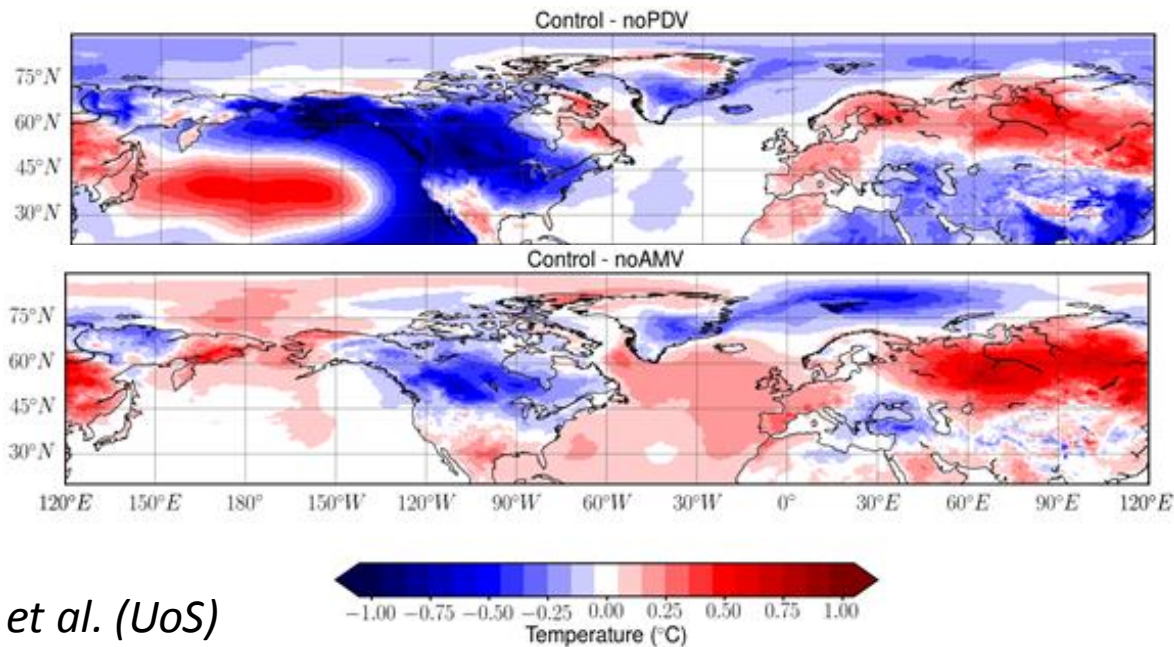 Control - noPDV
75°N
60°N
45°N
30°N
Control - noAMV
75°N
60°N
45°N
30°N
120°E 150°E 180° 150°W 120°W 90°W 60°W 30°W 0° 30°E 60°E 90°E 120°E
−1.00 −0.75 −0.50 −0.25 0.00 0.25 0.50 0.75 1.00
Temperature (°C)
et al. (UoS)